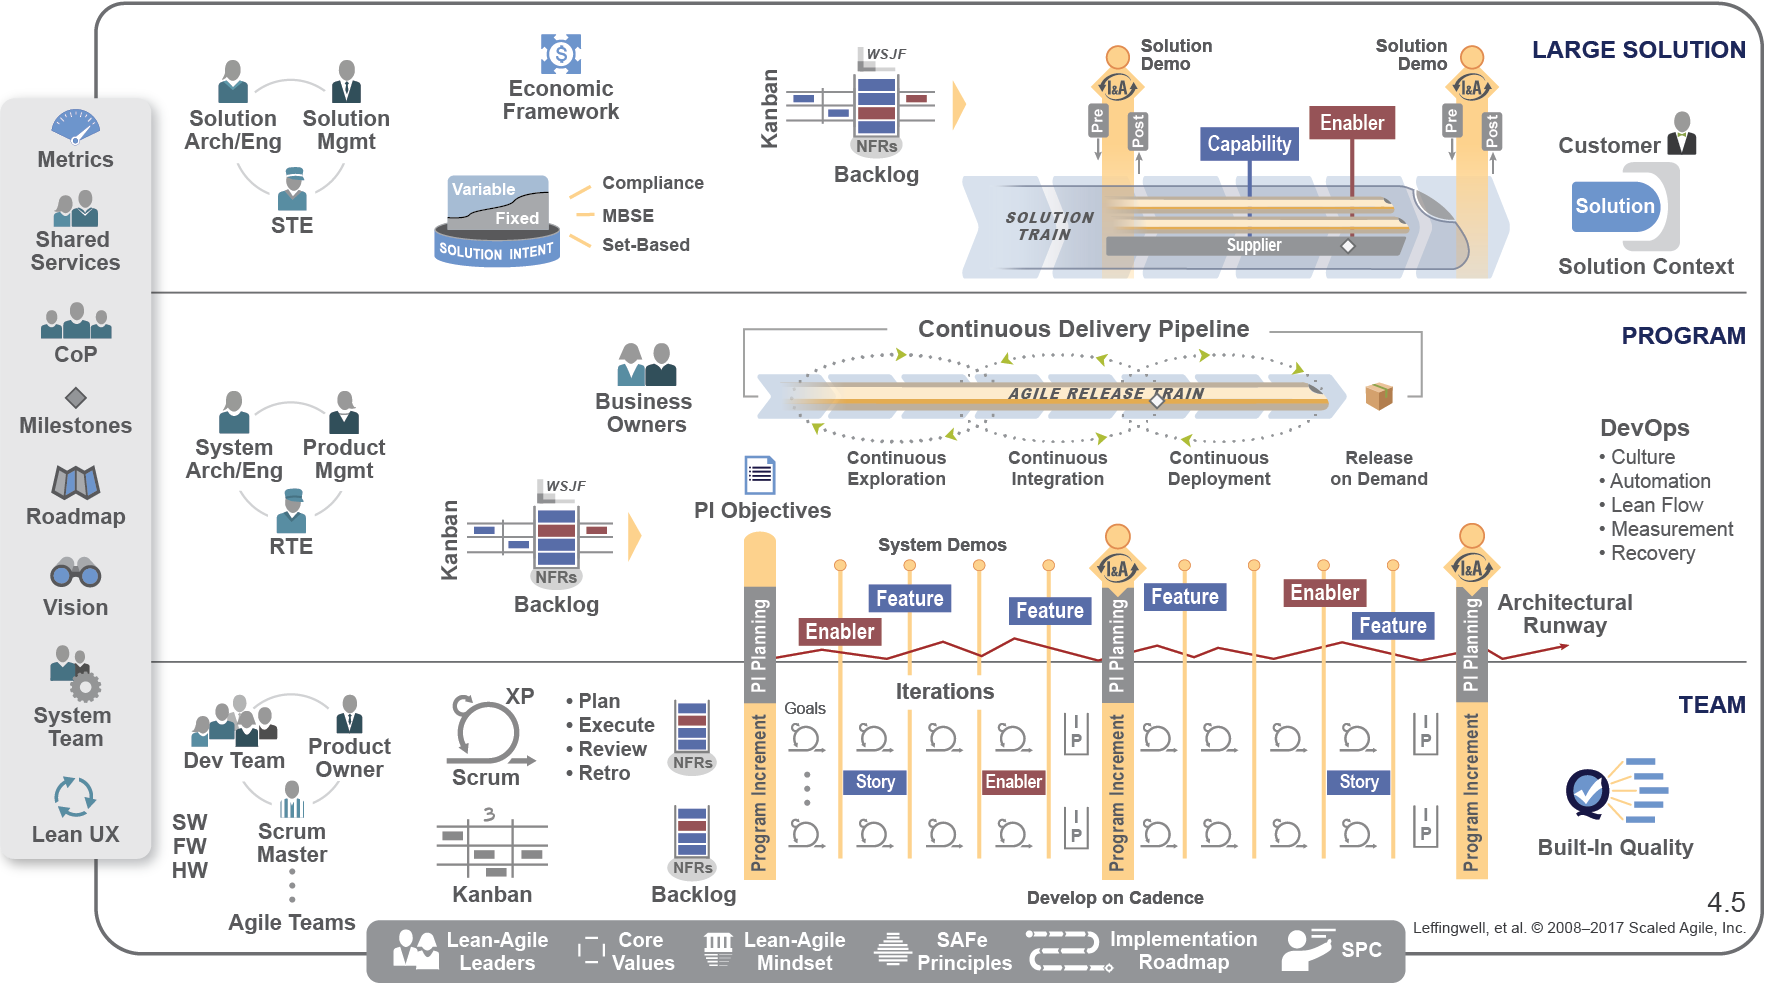 Metrics
Shared
Services
CoP
Milestones
Roadmap
Vision
System
Team
Lean UX
LARGE SOLUTION
Solution
Arch/Eng
Solution
Mgmt
STE
Economic
Framework
Variable
Fixed
SOLUTION INTENT
Compliance
MBSE
Set-Based
Kanban
WSJF
NFRs
Backlog
Solution
Demo
I&A
Pre
Post
Capability
Enabler
Solution
Demo
I&A
Pre
Post
SOLUTION
TRAIN
Supplier
Customer
Solution
Solution Context
PROGRAM
System
Arch/Eng
Product
Mgmt
RTE
Business
Owners
Continuous Delivery Pipeline
AGILE RELEASE TRAIN
Continuous
Exploration
Continuous
Integration
Continuous
Deployment
Release
on Demand
DevOps
• Culture
• Automation
• Lean Flow
• Measurement
• Recovery
Kanban
WSJF
NFRs
Backlog
PI Objectives
System Demos
PI Planning
Enabler
Feature
Feature
I&A
PI Planning
Feature
Enabler
Feature
I&A
PI Planning
Architectural
Runway
TEAM
Dev Team
Product
Owner
Scrum
Master
SW
FW
HW
Agile Teams
XP
Scrum
• Plan
• Execute
• Review
• Retro
3
Kanban
NFRs
NFRs
Backlog
Program Increment
Goals
Iterations
Story
Enabler
I
P
I
P
Program Increment
Story
I
P
I
P
Program Increment
Develop on Cadence
Built-In Quality
4.5
Leffingwell, et al. © 2008–2017 Scaled Agile, Inc.
Lean-Agile
Leaders
Core
Values
Lean-Agile
Mindset
SAFe
Principles
Implementation
Roadmap
SPC